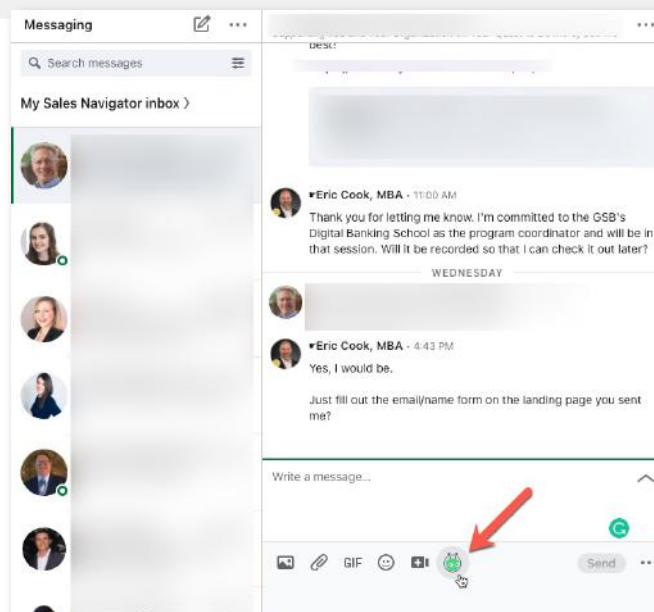 Messaging
Search messages
My Sales Navigator inbox
best!
Eric Cook, MBA - 11:00 AM
Thank you for letting me know. I'm committed to the GSB's
Digital Banking School as the program coordinator and will be in
that session. Will it be recorded so that I can check it out later?
WEDNESDAY
Eric Cook, MBA - 4:43 PM
Yes, I would be.
Just fill out the email/name form on the landing page you sent
me?
Write a message...
GIF
Send